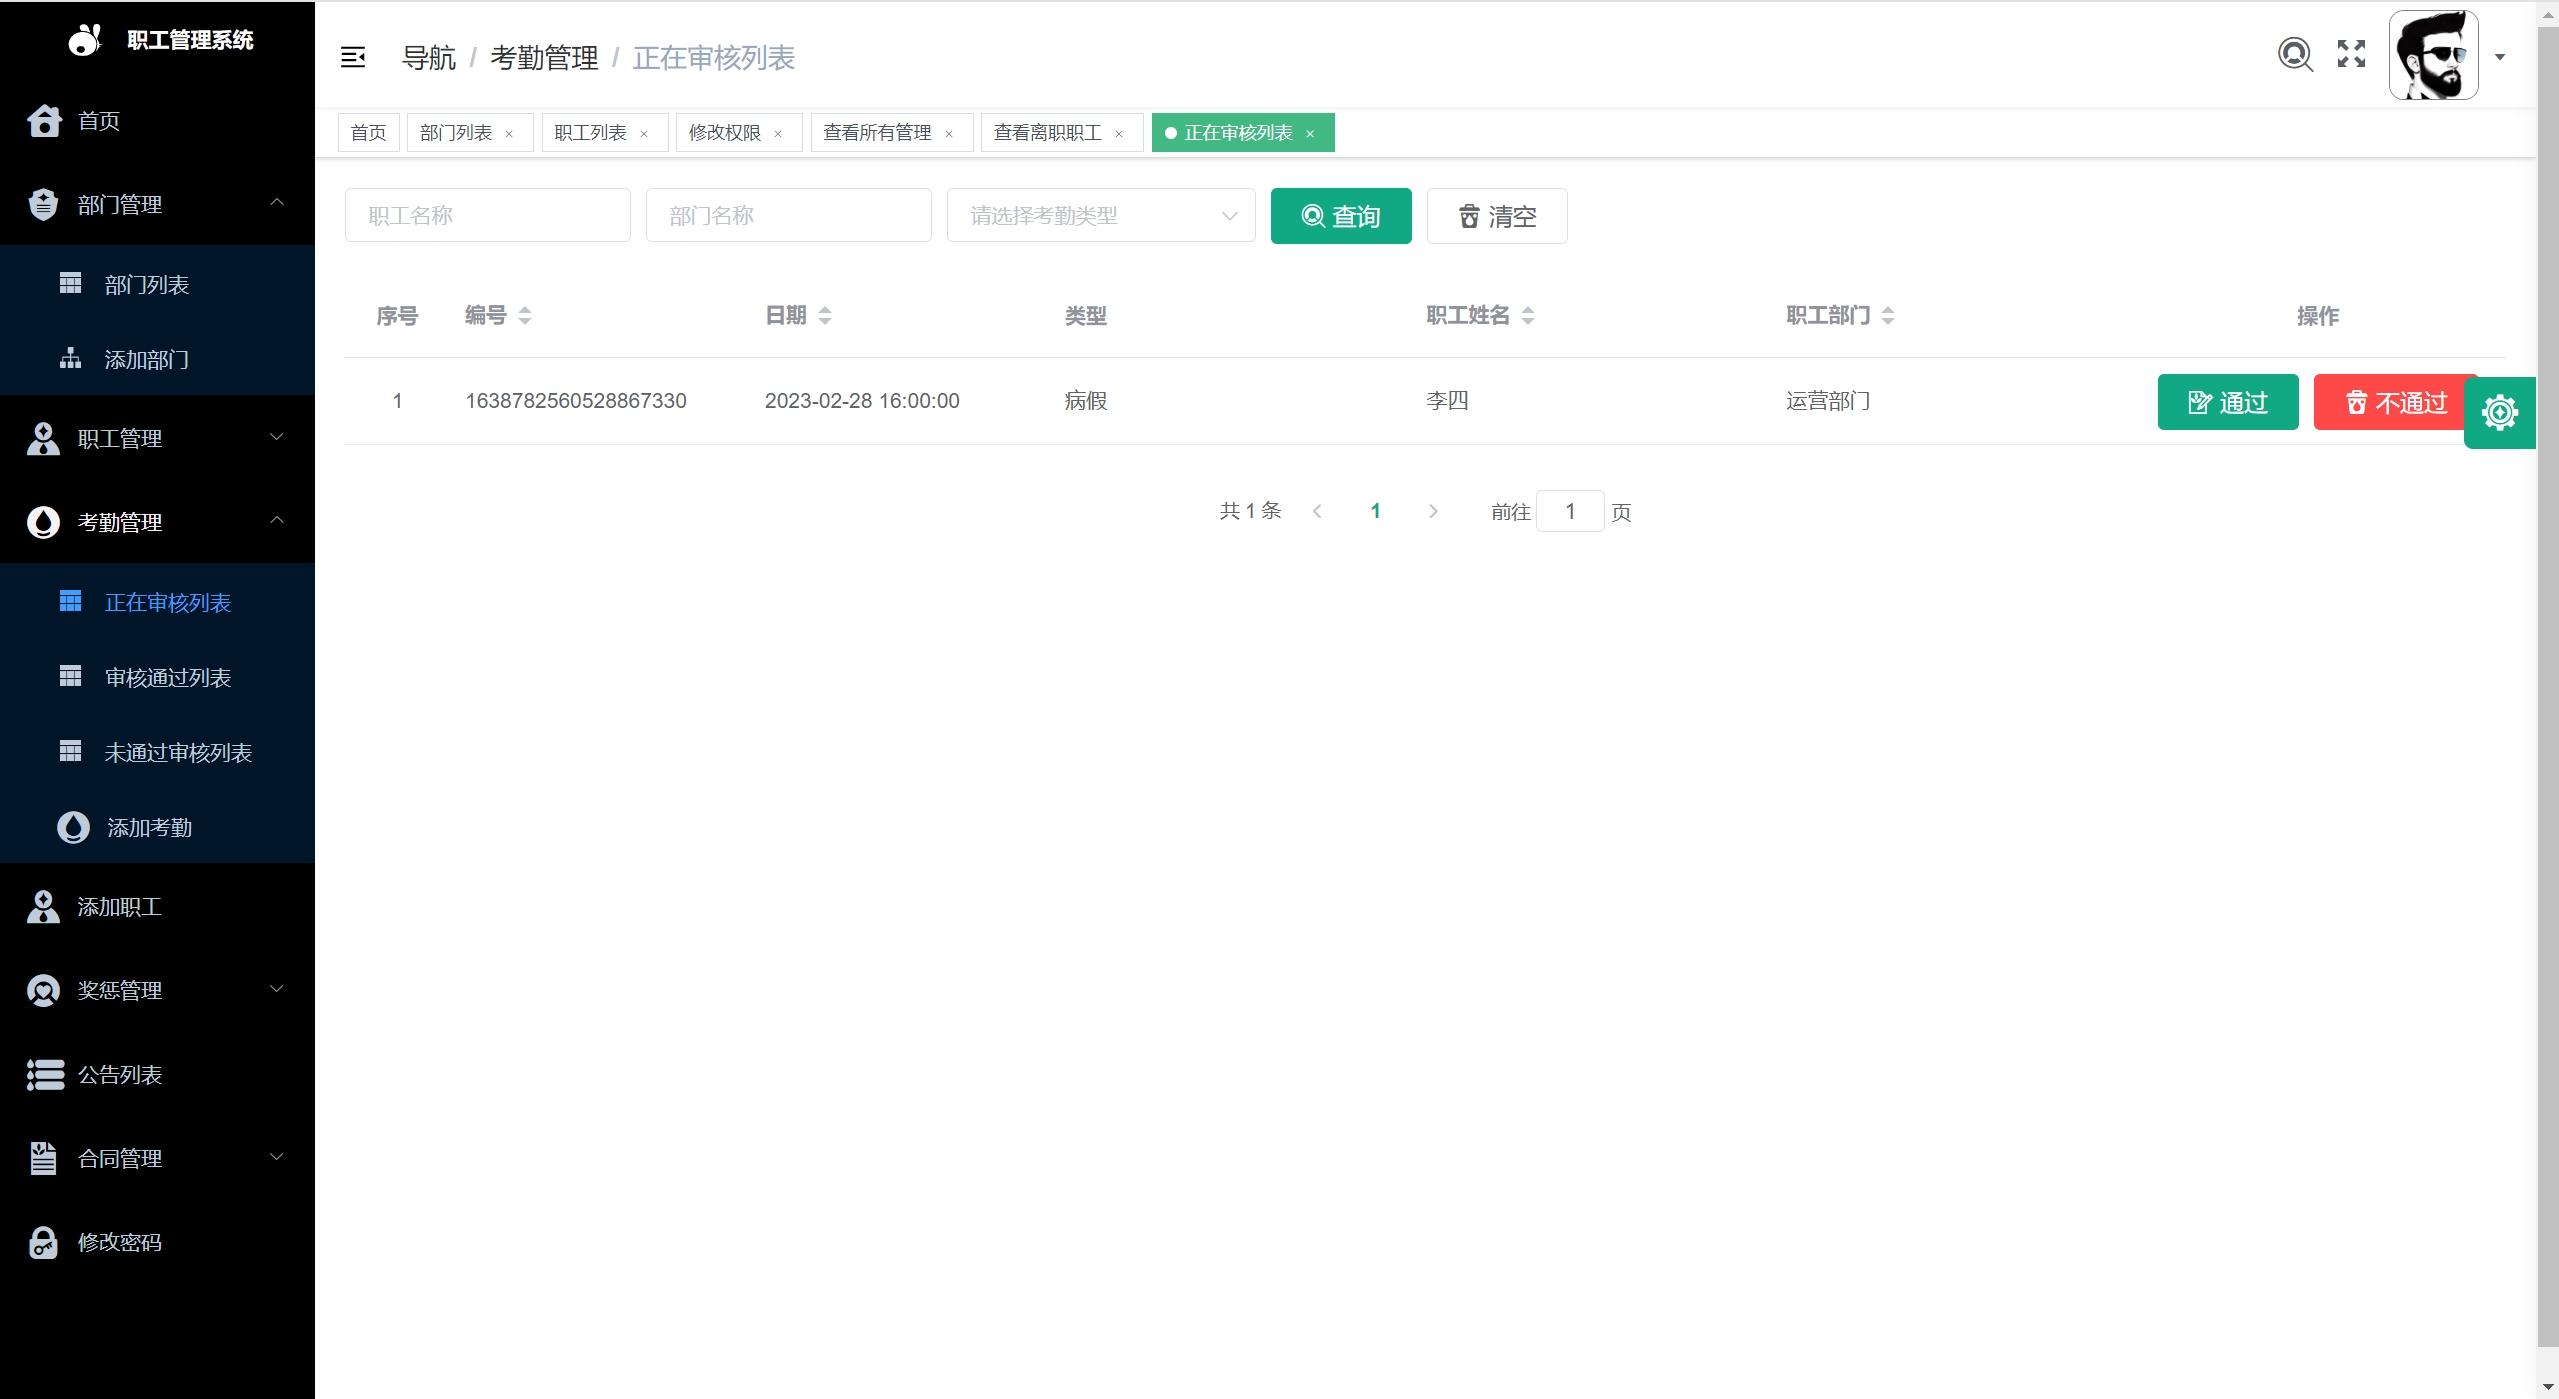 职工管理系统
首页
部门管理
部门列表
添加部门
职工管理
考勤管理
正在审核列表
审核通过列表
未通过审核列表
添加考勤
添加职工
奖惩管理
公告列表
合同管理
修改密码
导航 / 考勤管理 / 正在审核列表
首页 部门列表 × 职工列表 × 修改权限 × 查看所有管理 × 查看离职职工 × 正在审核列表 ×
职工名称 部门名称 请选择考勤类型 查询 清空
序号 编号 日期 类型 职工姓名 职工部门 操作
1 1638782560528867330 2023-02-28 16:00:00 病假 李四 运营部门 通过 不通过
共 1 条 1 前往 1 页